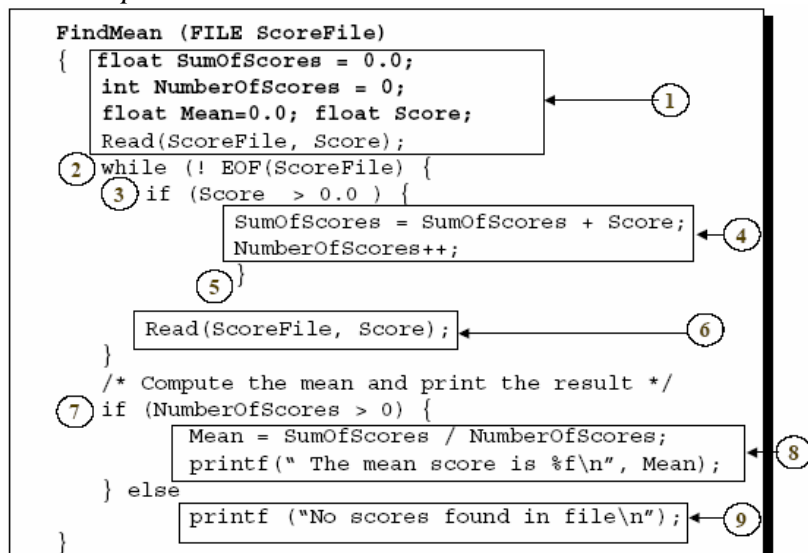 FindMean (FILE ScoreFile)
{ float SumOfScores = 0.0;
int NumberOfScores = 0;
float Mean=0.0; float Score;
1
Read(ScoreFile, Score);
2 while (! EOF(ScoreFile) {
3 if (Score > 0.0 ) {
SumOfScores = SumOfScores + Score;
4
NumberOfScores++;
5 }
Read(ScoreFile, Score);
6
}
/* Compute the mean and print the result */
7 if (NumberOfScores > 0) {
Mean = SumOfScores / NumberOfScores;
printf(“ The mean score is %f\n”, Mean);
8
} else
printf (“No scores found in file\n”);
9
}